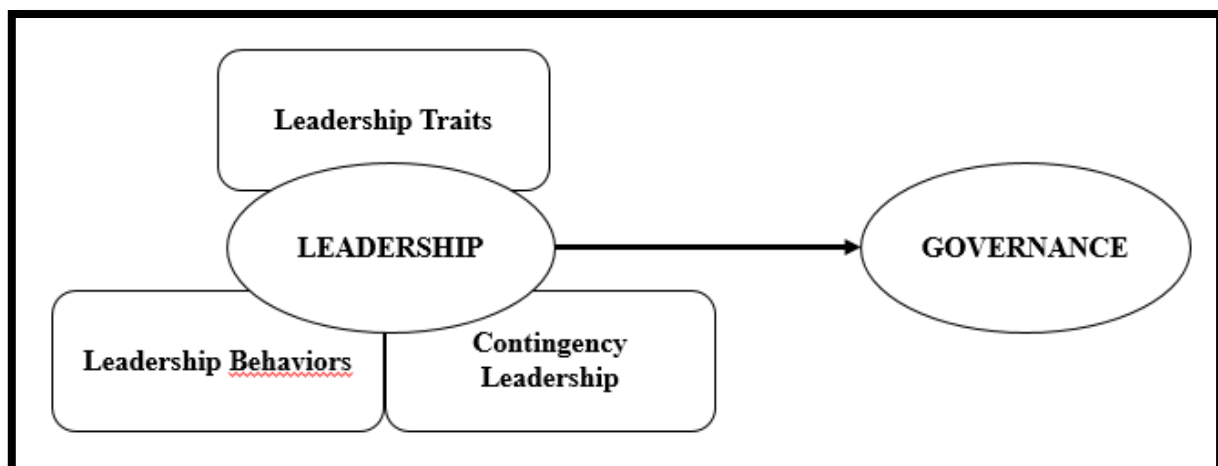 Leadership Traits
LEADERSHIP
GOVERNANCE
Leadership Behaviors
Contingency
Leadership